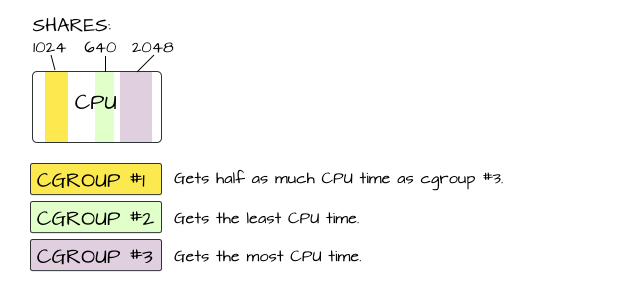 SHARES:
1024 640 2048
CPU
CGROUP #1 Gets half as much CPU time as cgroup #3.
CGROUP #2 Gets the least CPU time.
CGROUP #3 Gets the most CPU time.